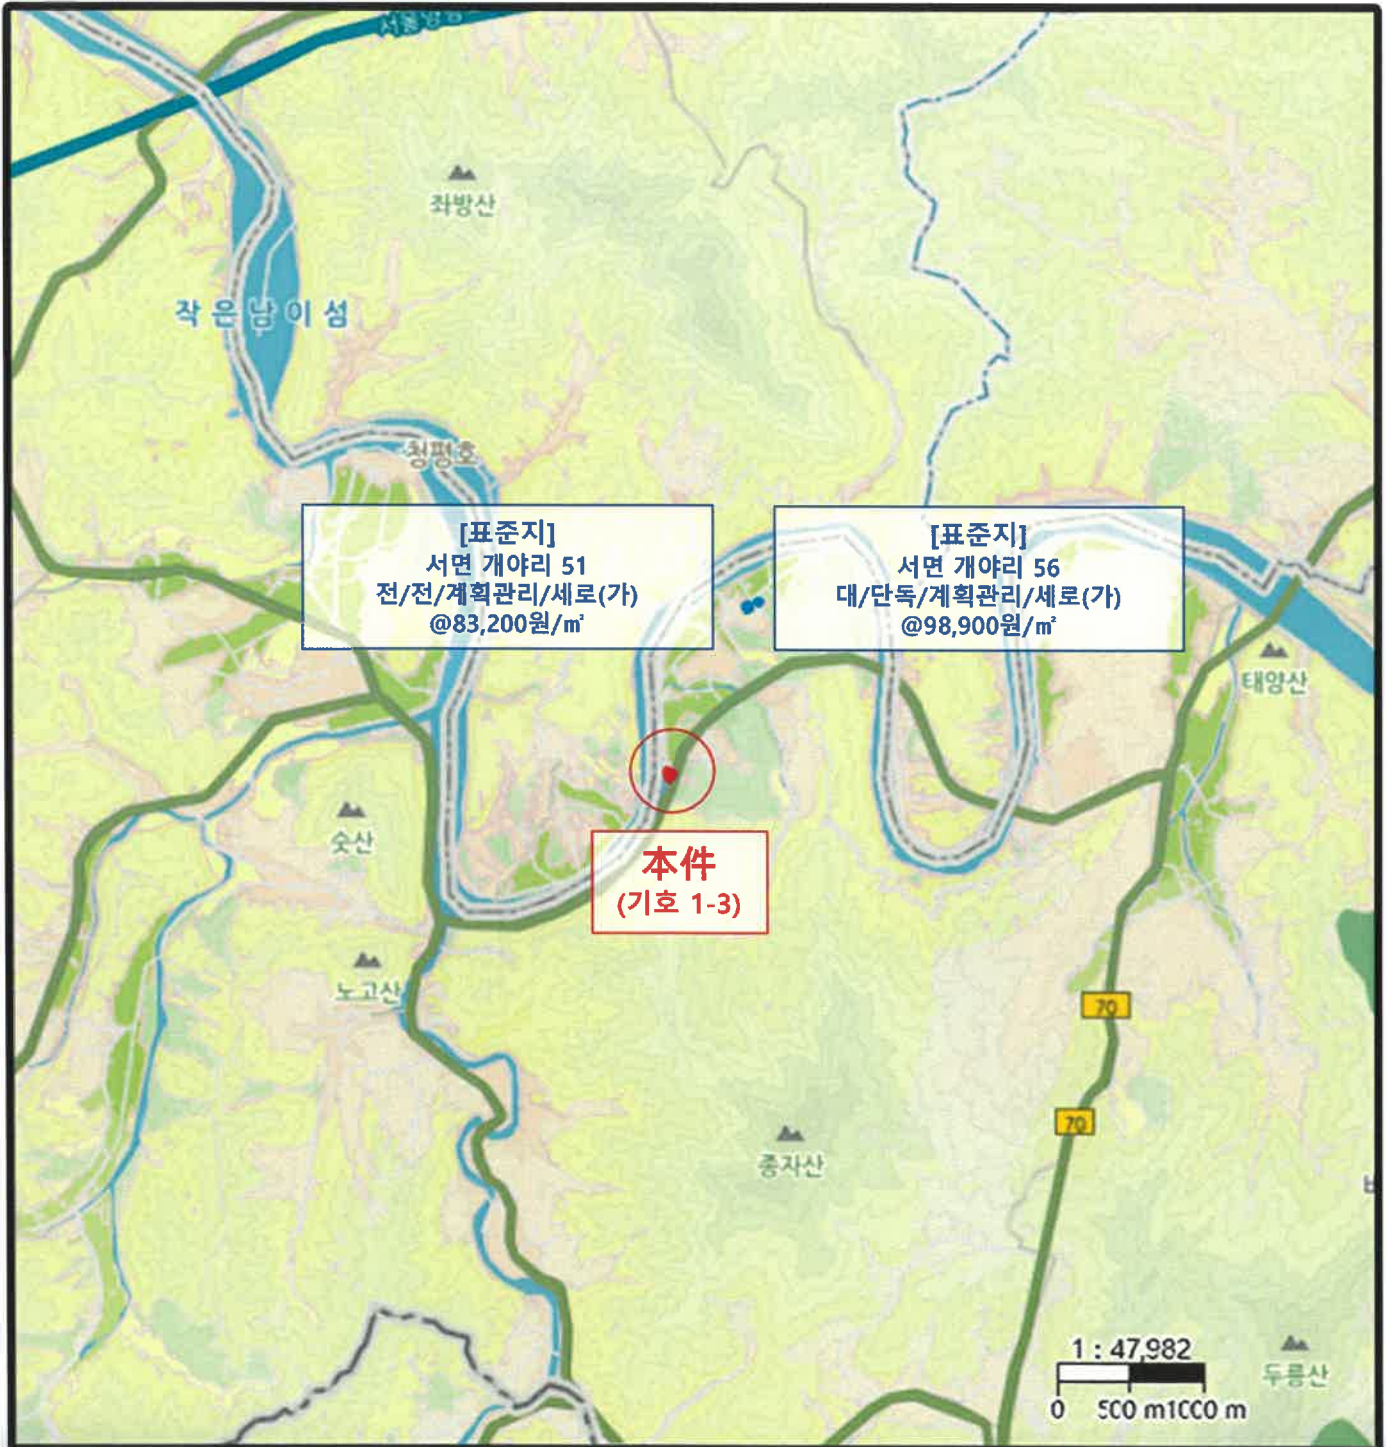 좌방산
작은남이섬
청평호
[표준지]
서면 개야리 51
전/전/계획관리/세로(가)
@83,200원/㎡
[표준지]
서면 개야리 56
대/단독/계획관리/세로(가)
@98,900원/㎡
태양산
本件
(기호 1-3)
숫산
노고산
70
70
종자산
1 : 47,982
0 500 m1000 m
두릉산